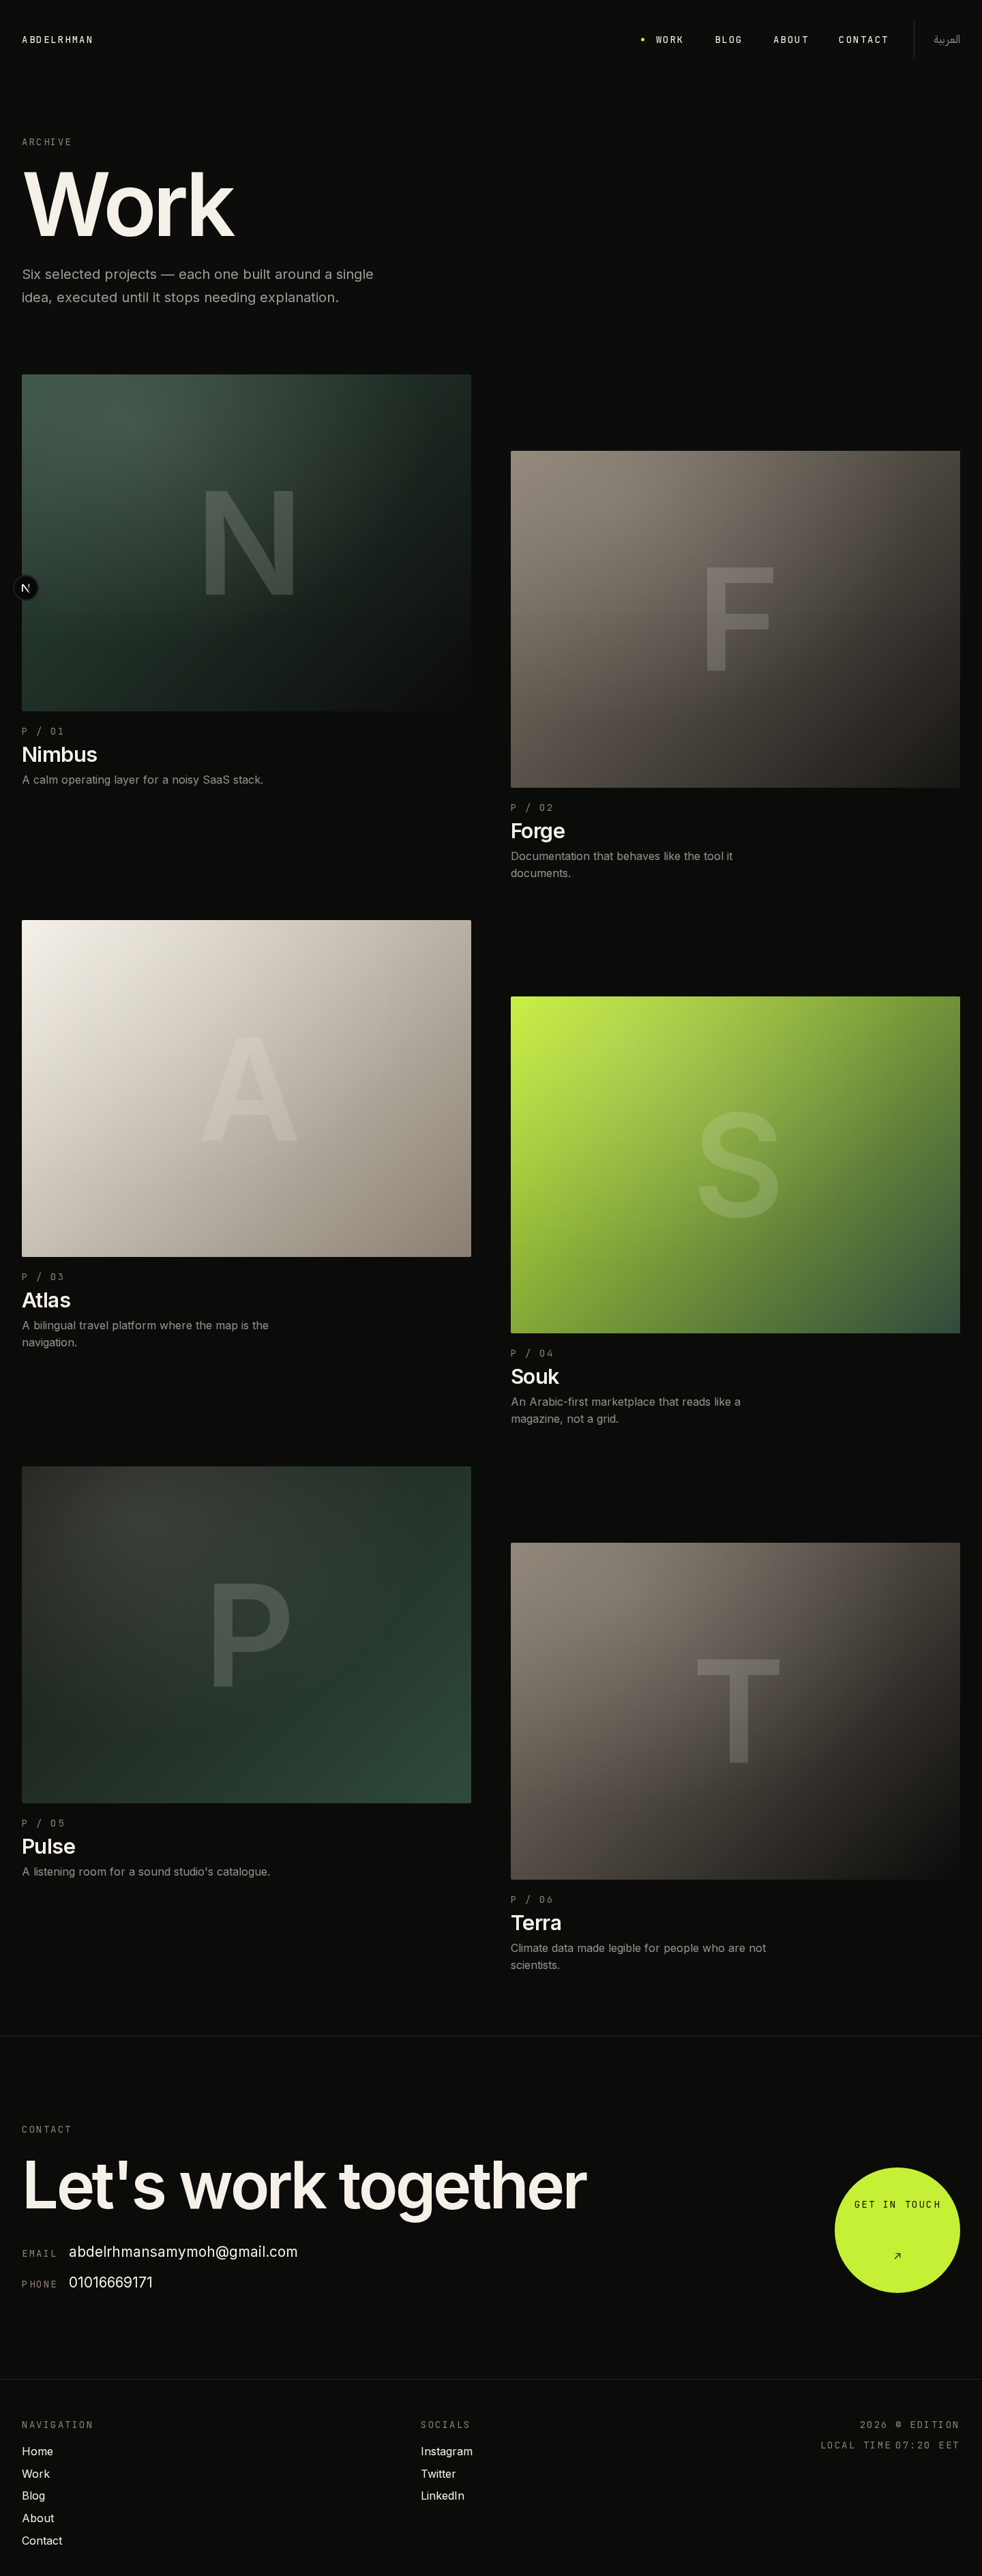 ABDELRHMAN
WORK BLOG ABOUT CONTACT العربية
ARCHIVE
Work
Six selected projects — each one built around a single
idea, executed until it stops needing explanation.
N
N
P / 01
Nimbus
A calm operating layer for a noisy SaaS stack.
F
P / 02
Forge
Documentation that behaves like the tool it
documents.
A
P / 03
Atlas
A bilingual travel platform where the map is the
navigation.
S
P / 04
Souk
An Arabic-first marketplace that reads like a
magazine, not a grid.
P
P / 05
Pulse
A listening room for a sound studio's catalogue.
T
P / 06
Terra
Climate data made legible for people who are not
scientists.
CONTACT
Let's work together
EMAIL abdelrhmansamymoh@gmail.com
PHONE 01016669171
GET IN TOUCH
↗
NAVIGATION
Home
Work
Blog
About
Contact
SOCIALS
Instagram
Twitter
LinkedIn
2026 © EDITION
LOCAL TIME 07:20 EET